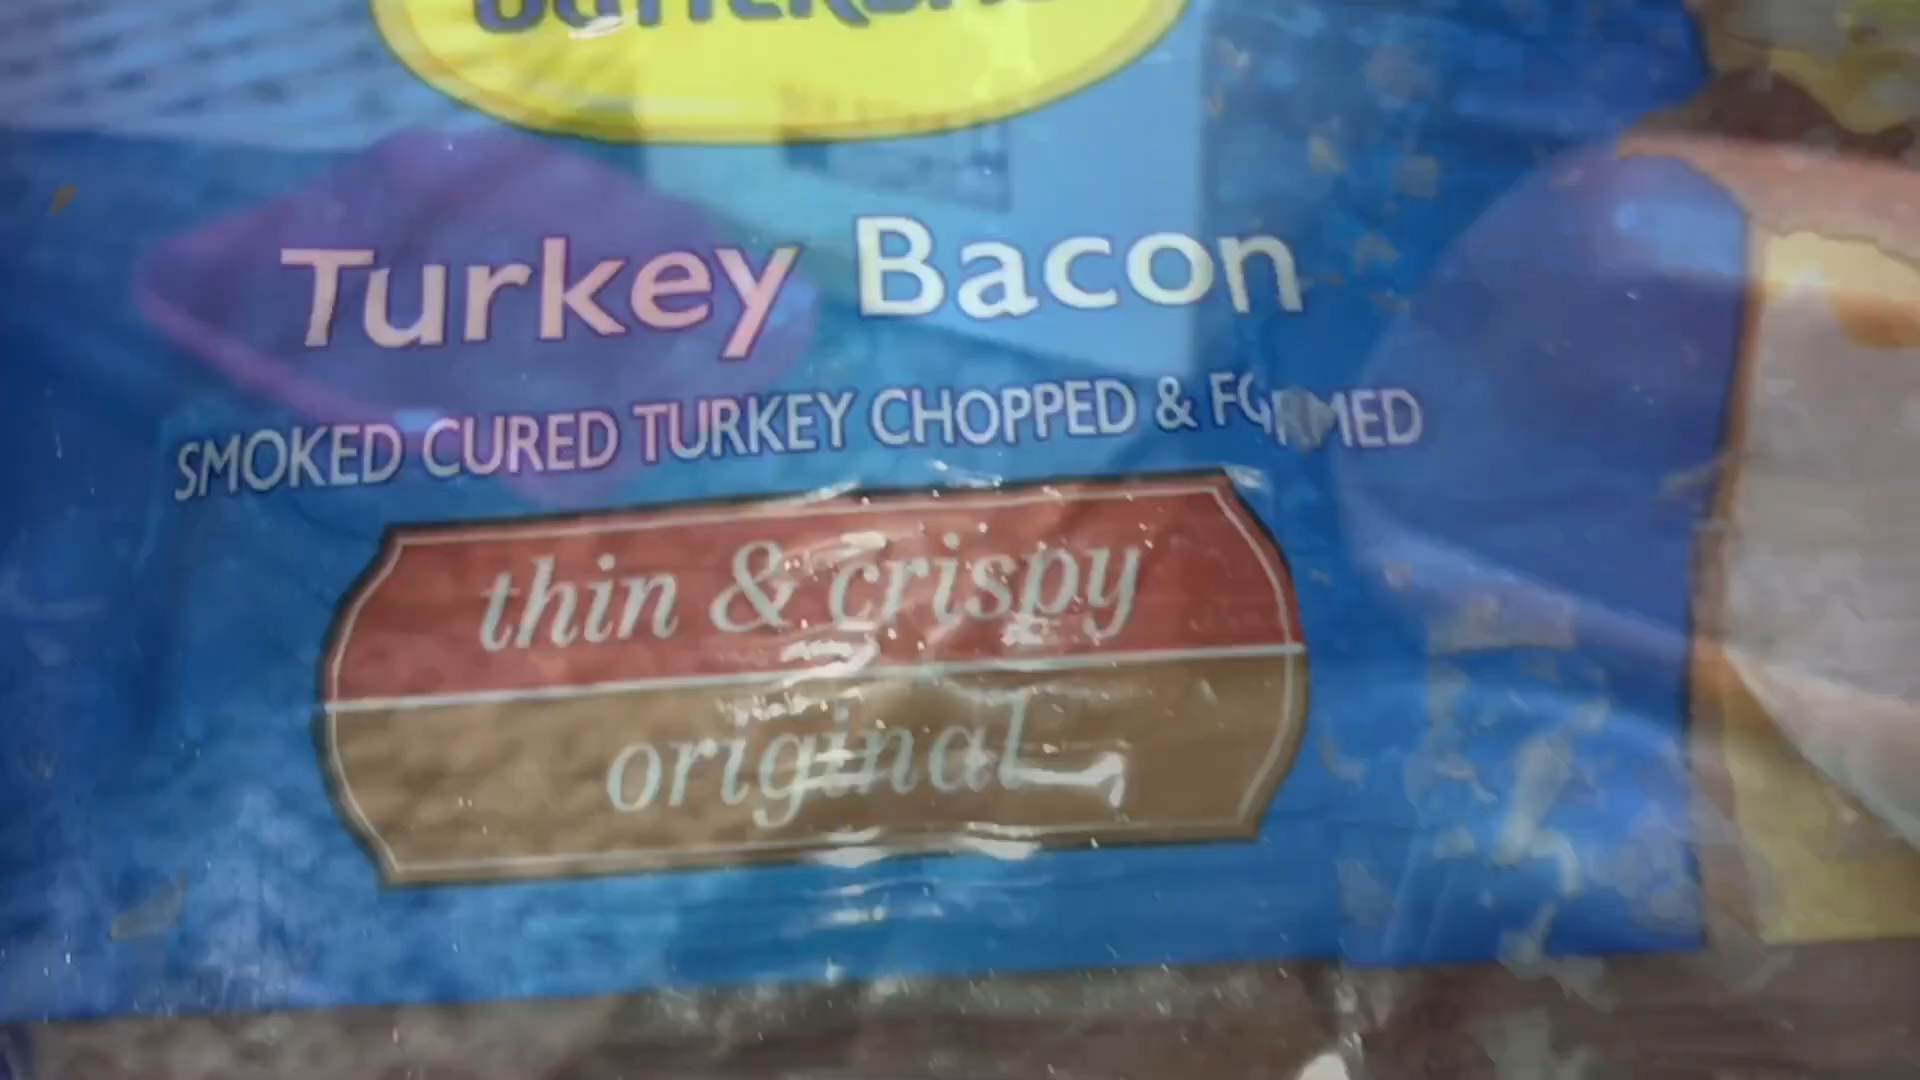 Turkey Bacon
SMOKED CURED TURKEY CHOPPED & FORMED
thin & crispy
original